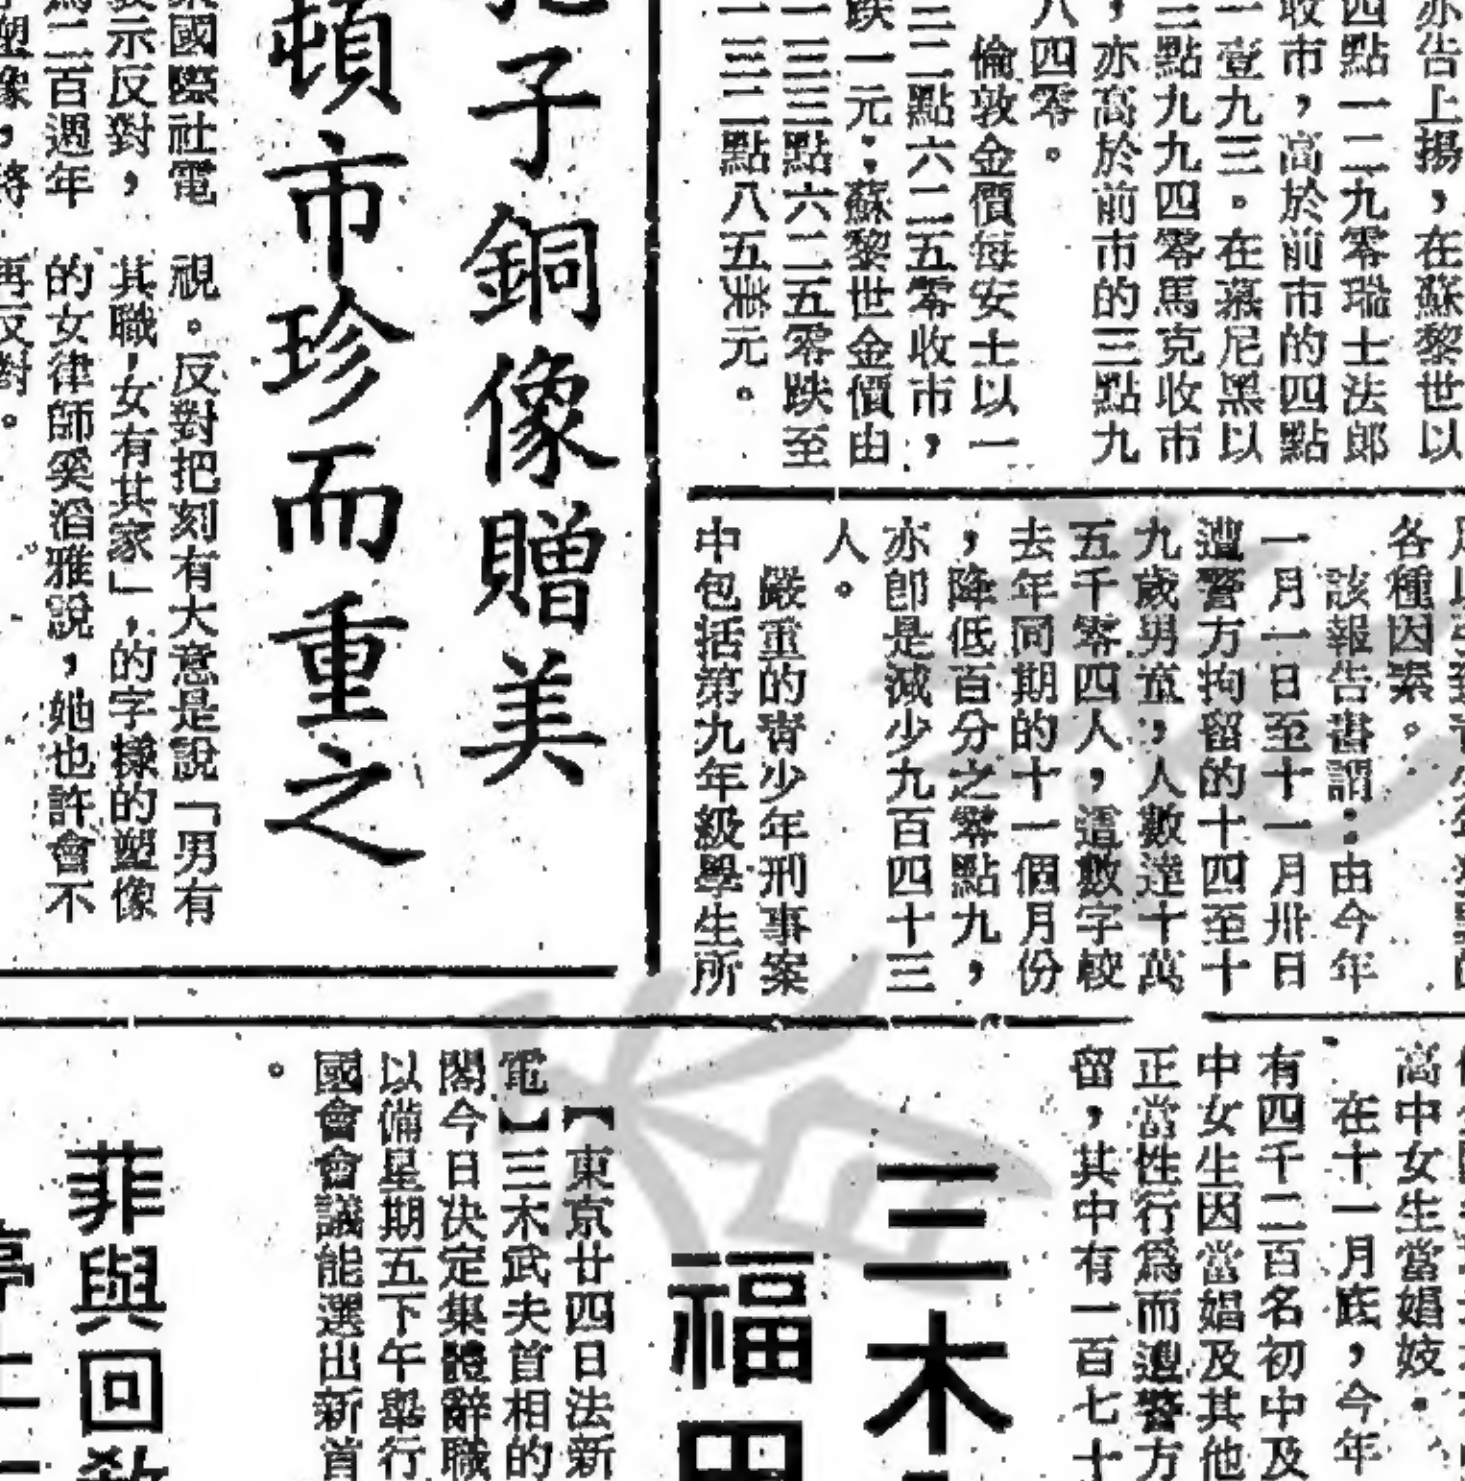 亦告上揚，在蘇黎世以
四點一二九零瑞士法郎
收市，高於前市的四點
一壹九三。在慕尼黑以
三點九九四零馬克收市
，亦高於前市的三點九
八四零。
倫敦金價每安士以一
三二點六二五零收市，
跌一元；蘇黎世金價由
一三三點六二五零跌至
一三二點八五美元。
各種因素。
該報告書謂：由今年
一月一日至十一月卅日
遭警方拘留的十四至十
九歲男童，人數達十萬
五千零四人，這數字較
去年同期的十一個月份
，降低百分之零點九，
亦卽是減少九百四十三
人。
嚴重的靑少年刑事案
中包括第九年級學生所
子銅像贈美
頓市珍而重之
國際社電
表示反對，
二百週年
塑像，將
視。反對把刻有大意是說「男有
其職，女有其家」，的字樣的塑像
的女律師奚滔雅說，她也許會不
再反對。
高中女生當娼妓。
在十一月底，今年
有四千二百名初中及
中女生因當娼及其他
正當性行爲而遭警方
留，其中有一百七十
三木
福田
【東京廿四日法新
電】三木武夫首相的
閣今日決定集體辭職
以備星期五下午舉行
國會會議能選出新首
。
菲與回敎